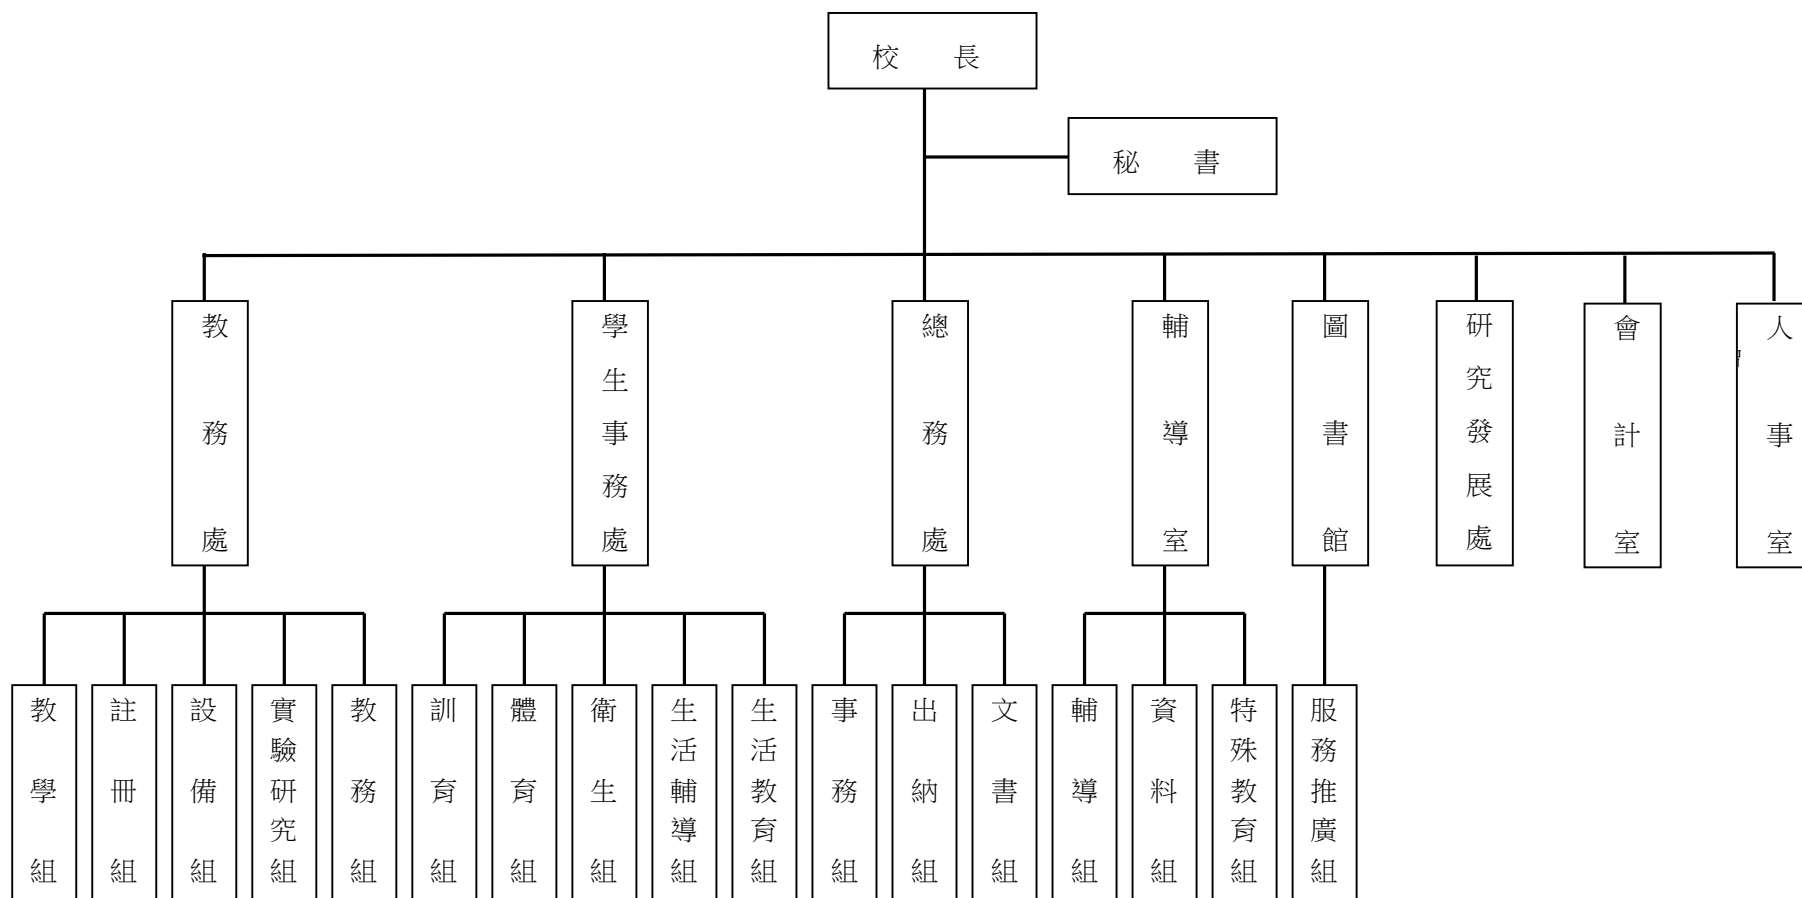 校長
秘書
教務處
學生事務處
總務處
輔導室
圖書館
研究發展處
會計室
人事室
教學組
註冊組
設備組
實驗研究組
教務組
訓育組
體育組
衛生組
生活輔導組
生活教育組
事務組
出納組
文書組
輔導組
資料組
特殊教育組
服務推廣組